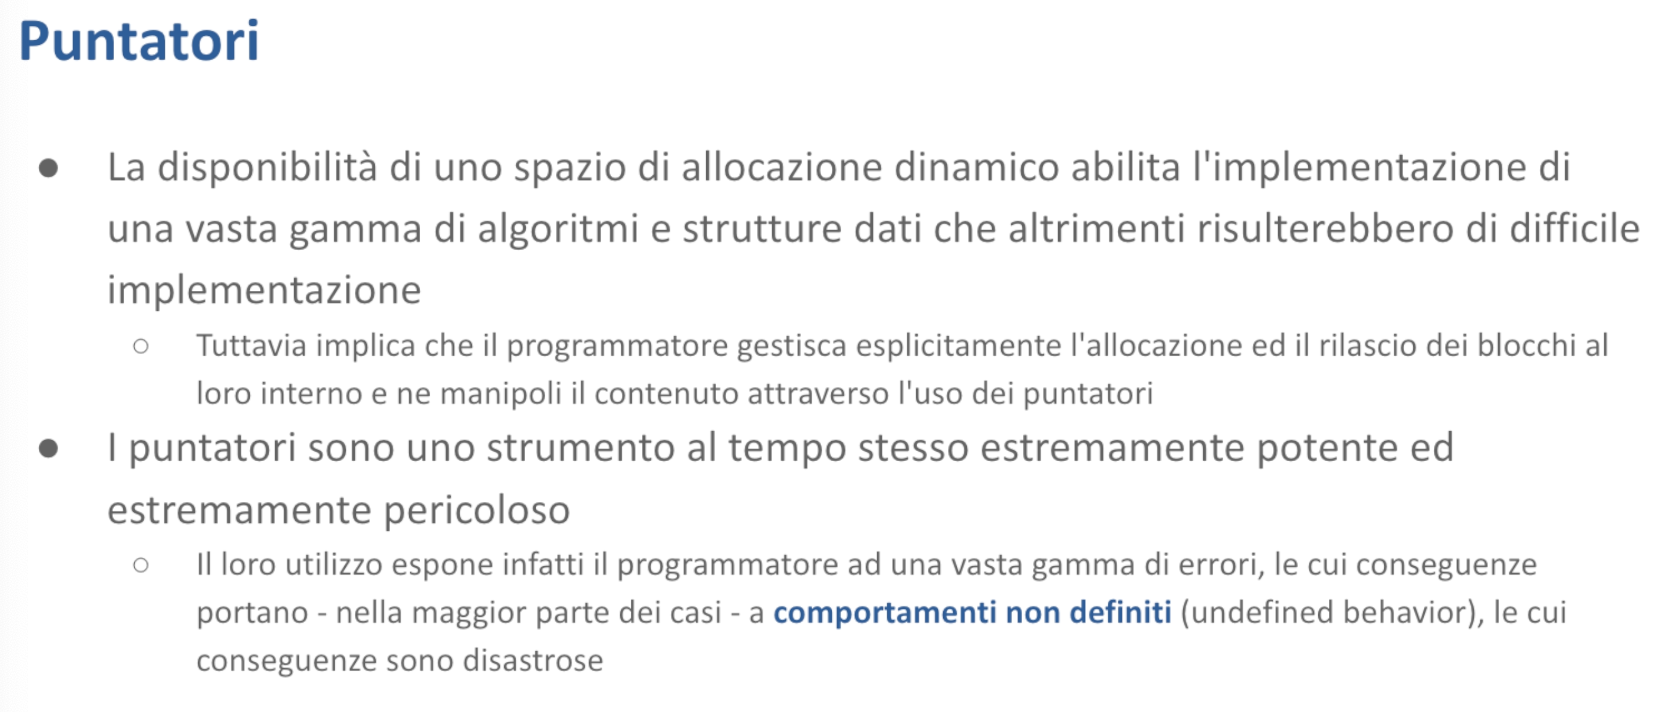 Puntatori
● La disponibilità di uno spazio di allocazione dinamico abilita l'implementazione di
una vasta gamma di algoritmi e strutture dati che altrimenti risulterebbero di difficile
implementazione
○ Tuttavia implica che il programmatore gestisca esplicitamente l'allocazione ed il rilascio dei blocchi al
loro interno e ne manipoli il contenuto attraverso l'uso dei puntatori
● I puntatori sono uno strumento al tempo stesso estremamente potente ed
estremamente pericoloso
○ Il loro utilizzo espone infatti il programmatore ad una vasta gamma di errori, le cui conseguenze
portano - nella maggior parte dei casi - a comportamenti non definiti (undefined behavior), le cui
conseguenze sono disastrose